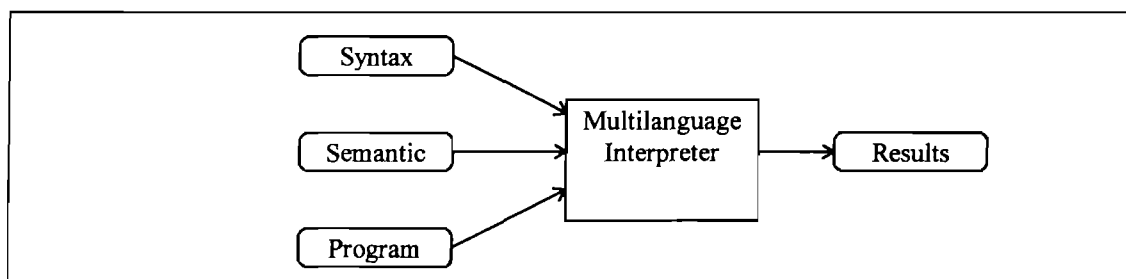 Syntax
Semantic
Program
Multilanguage
Interpreter
Results